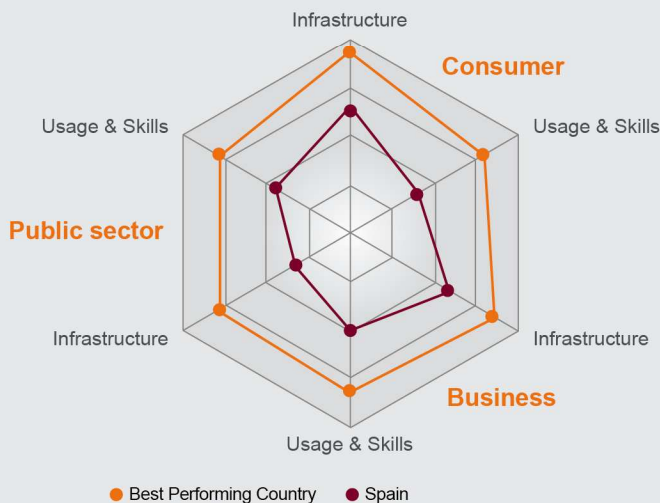 Infrastructure
Consumer
Usage & Skills
Usage & Skills
Public sector
Infrastructure
Infrastructure
Business
Usage & Skills
Best Performing Country
Spain